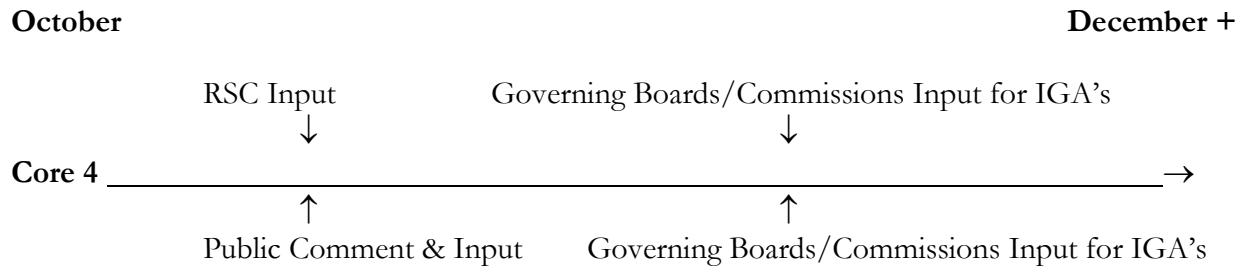 October December +
RSC Input Governing Boards/Commissions Input for IGA’s
↓ ↓
Core 4 →
↑ ↑
Public Comment & Input Governing Boards/Commissions Input for IGA’s